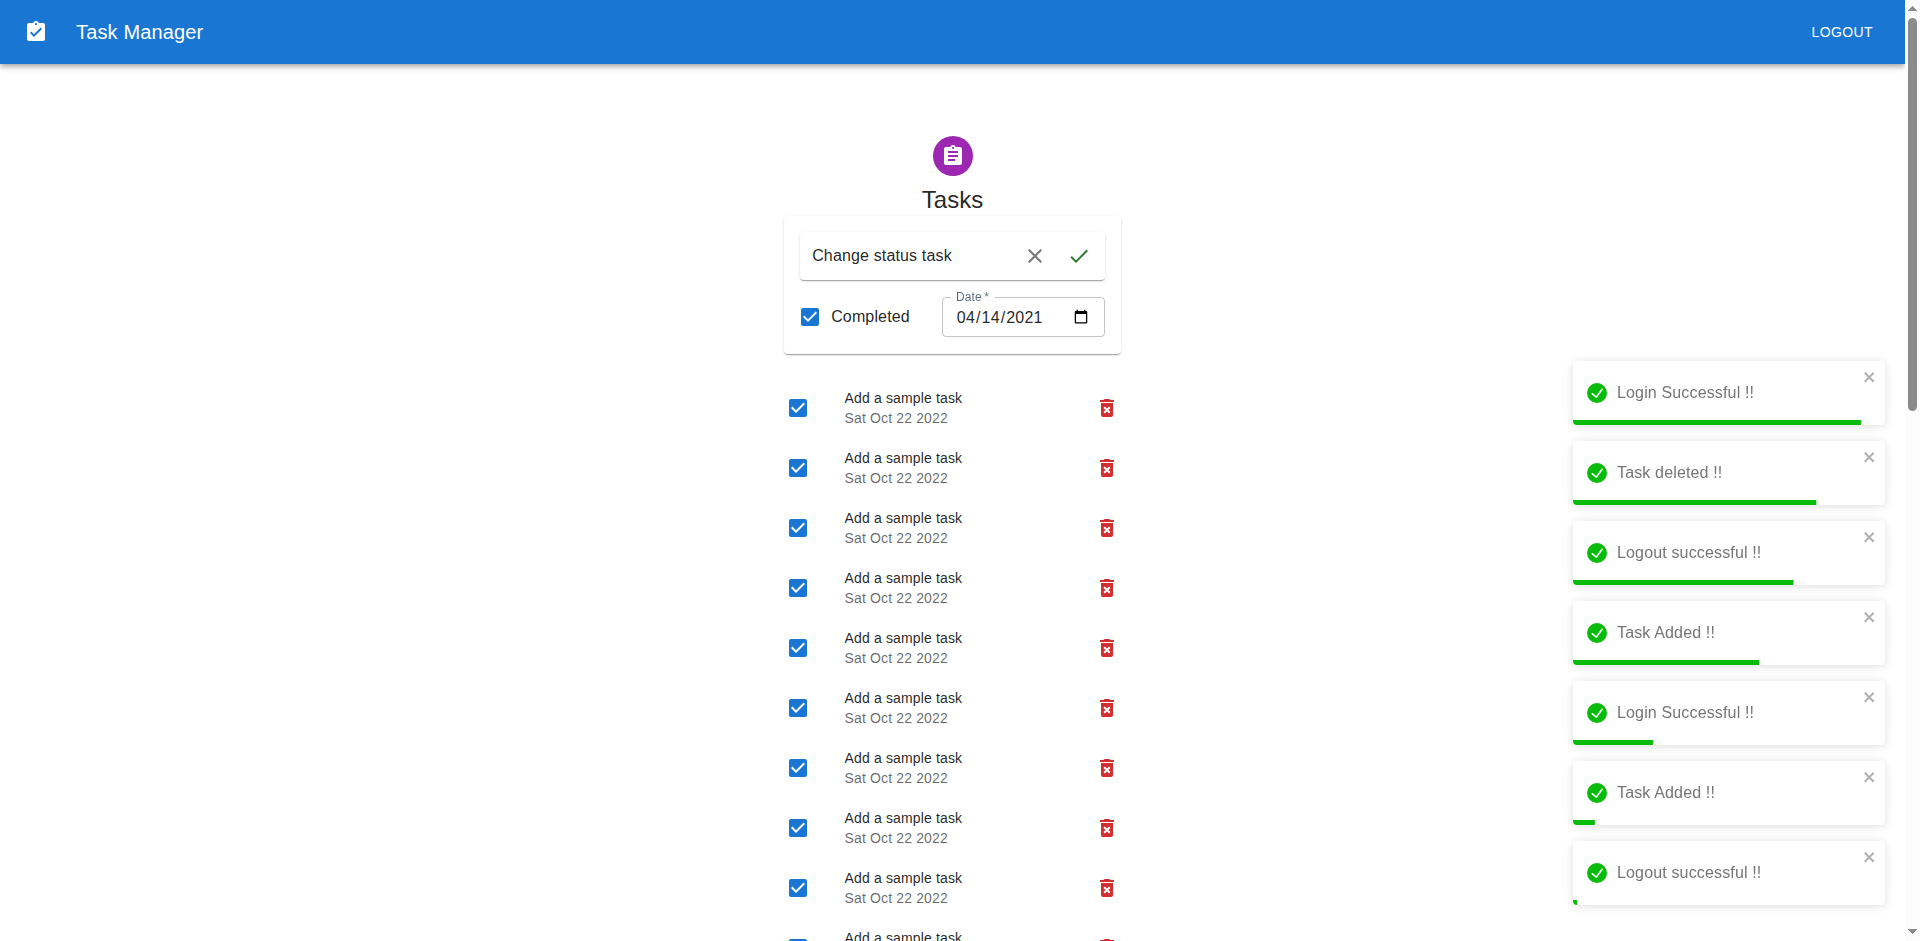 Task Manager
LOGOUT
Tasks
Change status task
Completed
Date *
04/14/2021
Add a sample task
Sat Oct 22 2022
Add a sample task
Sat Oct 22 2022
Add a sample task
Sat Oct 22 2022
Add a sample task
Sat Oct 22 2022
Add a sample task
Sat Oct 22 2022
Add a sample task
Sat Oct 22 2022
Add a sample task
Sat Oct 22 2022
Add a sample task
Sat Oct 22 2022
Add a sample task
Sat Oct 22 2022
Add a sample task
Login Successful !!
Task deleted !!
Logout successful !!
Task Added !!
Login Successful !!
Task Added !!
Logout successful !!